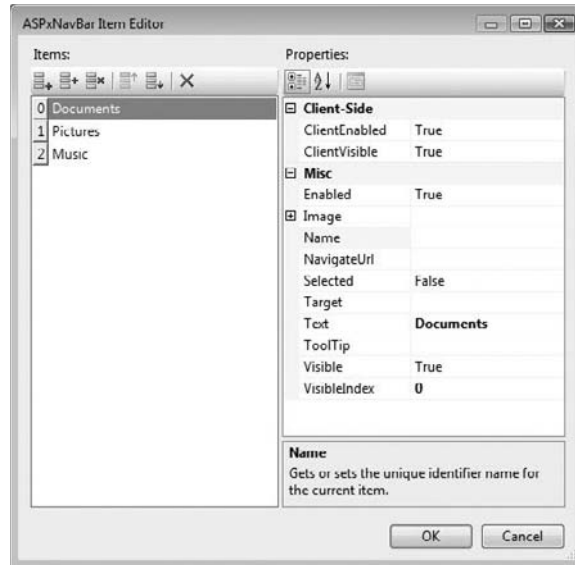 ASPxNavBar Item Editor
Items:
0 Documents
1 Pictures
2 Music
Properties:
Client-Side
ClientEnabled True
ClientVisible True
Misc
Enabled True
Image
Name
NavigateUrl
Selected False
Target
Text Documents
ToolTip
Visible True
VisibleIndex 0
Name
Gets or sets the unique identifier name for
the current item.
OK Cancel